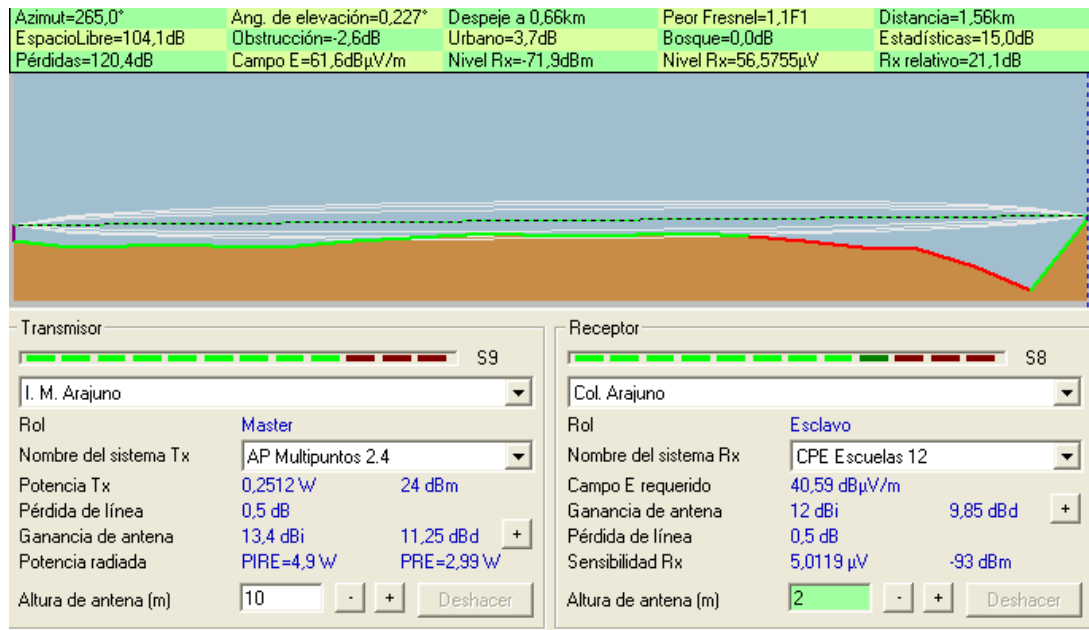 Azimut=265,0° Ang. de elevación=0,227° Despeje a 0,66km Peor Fresnel=1,1F1 Distancia=1,56km
EspacioLibre=104,1dB Obstrucción=-2,6dB Urbano=3,7dB Bosque=0,0dB Estadísticas=15,0dB
Pérdidas=120,4dB Campo E=61,6dBµV/m Nivel Rx=-71,9dBm Nivel Rx=56,5755µV Rx relativo=21,1dB
Transmisor
S9
I. M. Arajuno
Rol Master
Nombre del sistema Tx AP Multipuntos 2.4
Potencia Tx 0,2512 W 24 dBm
Pérdida de línea 0,5 dB
Ganancia de antena 13,4 dBi 11,25 dBd +
Potencia radiada PIRE=4,9 W PRE=2,99 W
Altura de antena (m) 10 - + Deshacer
Receptor
S8
Col. Arajuno
Rol Esclavo
Nombre del sistema Rx CPE Escuelas 12
Campo E requerido 40,59 dBµV/m
Ganancia de antena 12 dBi 9,85 dBd +
Pérdida de línea 0,5 dB
Sensibilidad Rx 5,0119 µV -93 dBm
Altura de antena (m) 2 - + Deshacer